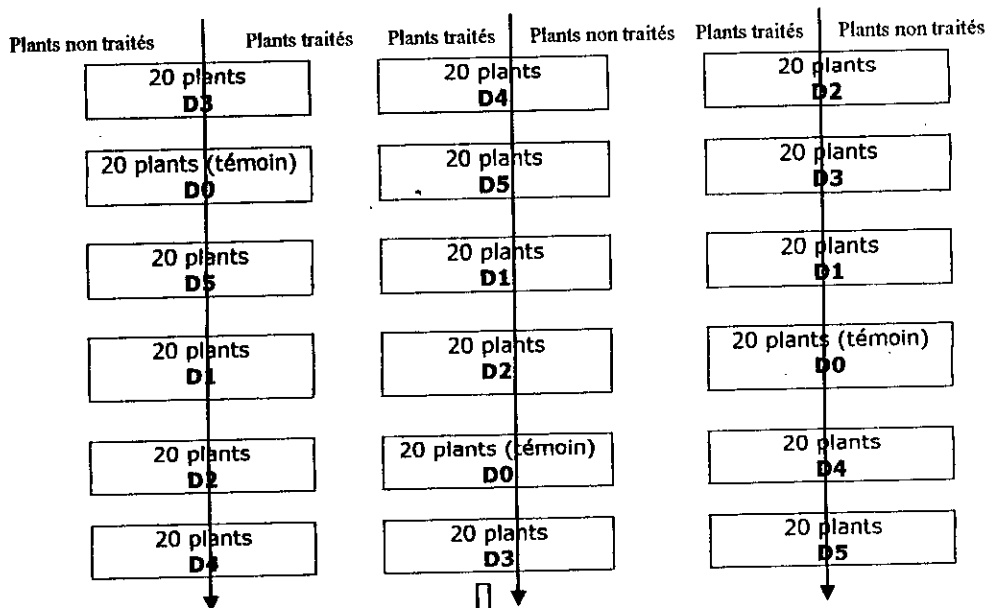 Plants non traités Plants traités
20 plants
D3
20 plants (témoin)
D0
20 plants
D5
20 plants
D1
20 plants
D2
20 plants
D4
Plants traités Plants non traités
20 plants
D4
20 plants
D5
20 plants
D1
20 plants
D2
20 plants (témoin)
D0
20 plants
D3
Plants traités Plants non traités
20 plants
D2
20 plants
D3
20 plants
D1
20 plants (témoin)
D0
20 plants
D4
20 plants
D5